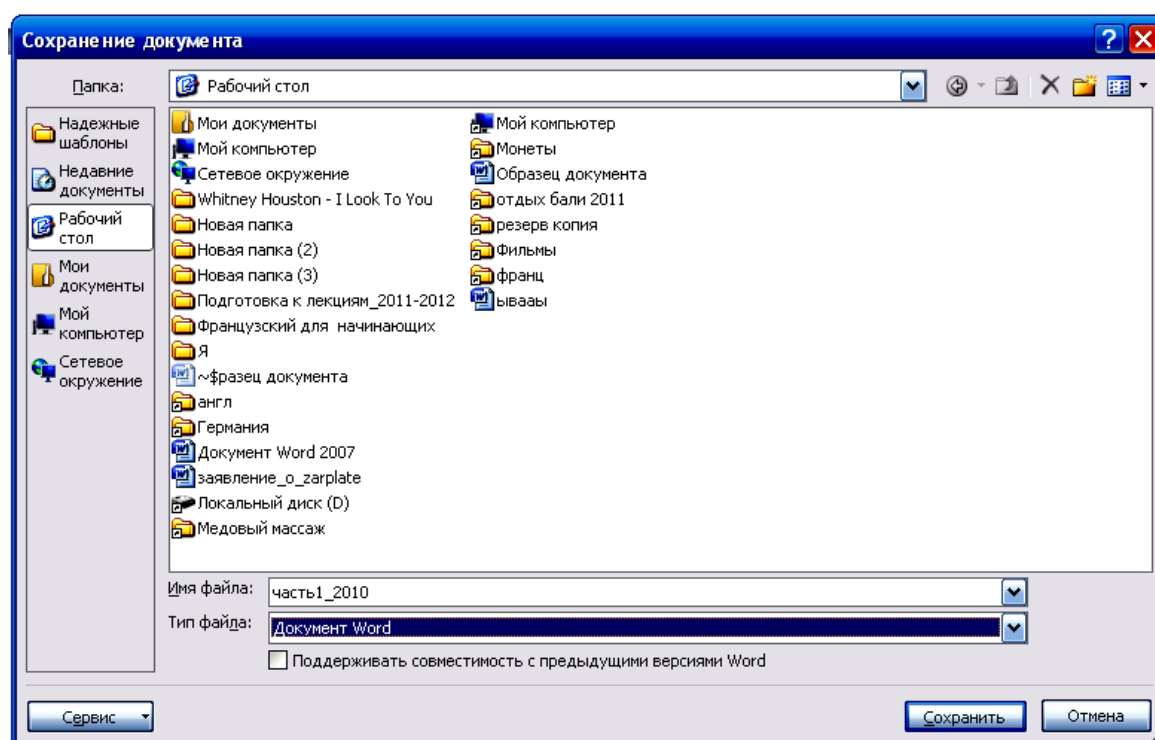 Сохранение документа
Папка:
Рабочий стол
Надежные
шаблоны
Недавние
документы
Рабочий
стол
Мои
документы
Мой
компьютер
Сетевое
окружение
Мои документы
Мой компьютер
Сетевое окружение
Whitney Houston - I Look To You
Новая папка
Новая папка (2)
Новая папка (3)
Подготовка к лекциям_2011-2012
Французский для начинающих
Я
~$разец документа
англ
Германия
Документ Word 2007
заявление_о_zarplate
Локальный диск (D)
Медовый массаж
Мой компьютер
Монеты
Образец документа
отдых бали 2011
резерв копия
Фильмы
франц
ывааы
Имя файла:
часть1_2010
Тип файла:
Документ Word
Поддерживать совместимость с предыдущими версиями Word
Сервис
Сохранить
Отмена